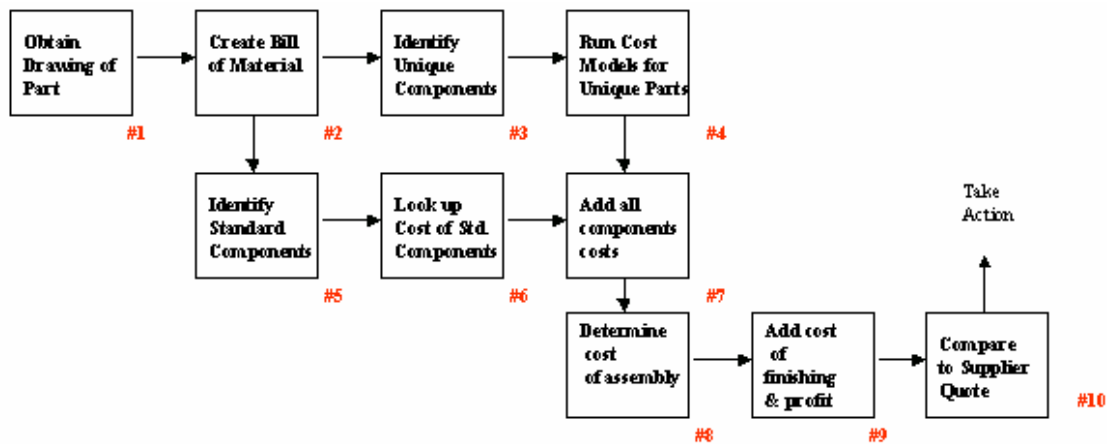 Obtain
Drawing of
Part
#1
Create Bill
of Material
#2
Identify
Unique
Components
#3
Run Cost
Models for
Unique Parts
#4
Identify
Standard
Components
#5
Look up
Cost of Std.
Components
#6
Add all
components
costs
#7
Determine
cost
of assembly
#8
Add cost
of
finishing
& profit
#9
Compare
to Supplier
Quote
#10
Take
Action